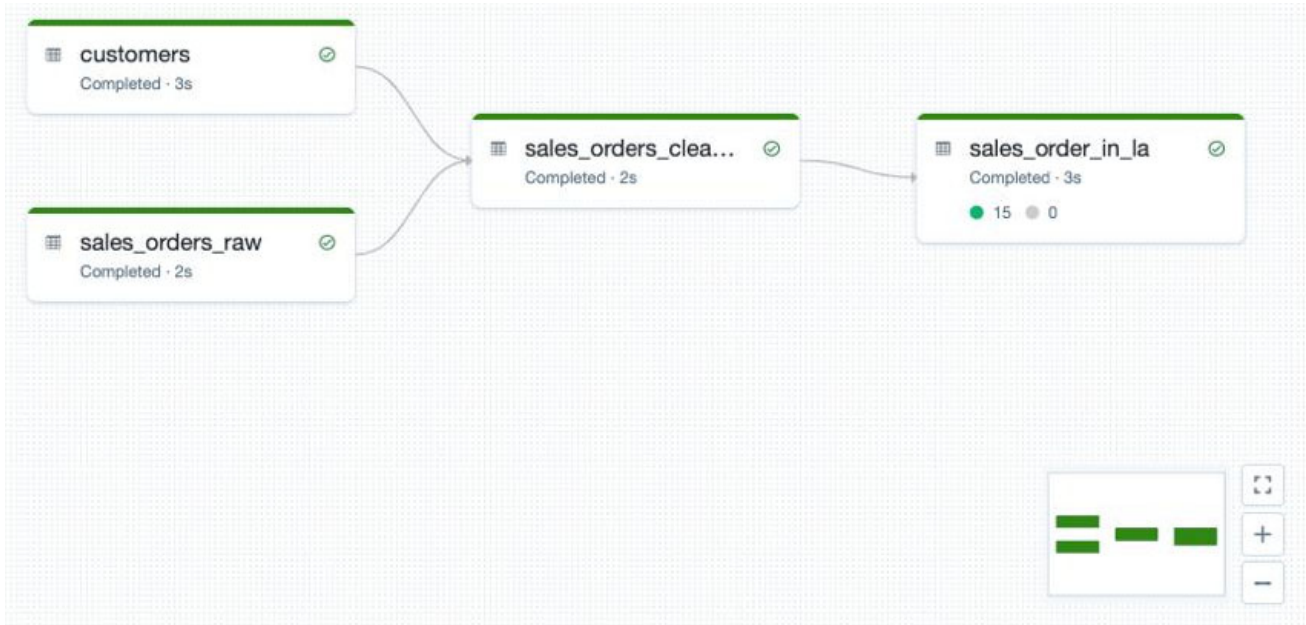 customers
Completed · 3s
sales_orders_raw
Completed · 2s
sales_orders_clea...
Completed · 2s
sales_order_in_la
Completed · 3s
15 0